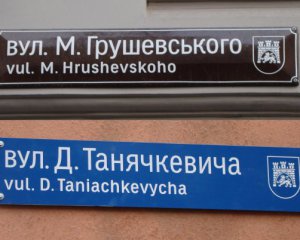 вул. М. Грушевського
vul. M. Hrushevskoho
вул. Д. Танячкевича
vul. D. Taniachkevycha